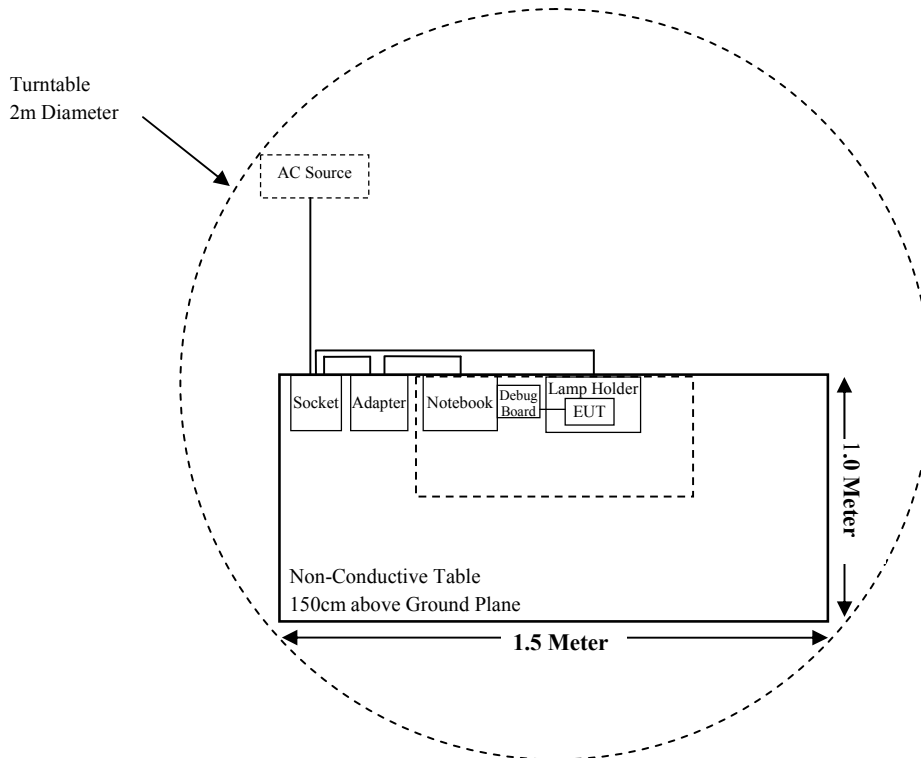 Turntable
2m Diameter
AC Source
Socket
Adapter
Notebook
Debug
Board
Lamp Holder
EUT
1.0 Meter
Non-Conductive Table
150cm above Ground Plane
1.5 Meter